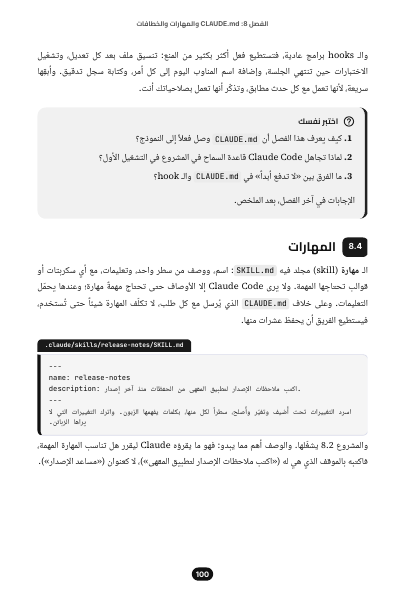 الفصل 8: CLAUDE.md والمهارات والخطافات
والـ hooks برامج عادية، فتستطيع فعل أكثر بكثير من المنع: تنسيق ملف بعد كل تعديل، وتشغيل
الاختبارات حين تنتهي الجلسة، وإضافة اسم المناوب اليوم إلى كل أمر، وكتابة سجل تدقيق. وأبقها
سريعة، لأنها تعمل مع كل حدث مطابق، وتذكّر أنها تعمل بصلاحياتك أنت.
اختبر نفسك
1. كيف يعرف هذا الفصل أن CLAUDE.md وصل فعلاً إلى النموذج؟
2. لماذا تجاهل Claude Code قاعدة السماح في المشروع في التشغيل الأول؟
3. ما الفرق بين «لا تدفع أبداً» في CLAUDE.md والـ hook؟
الإجابات في آخر الفصل، بعد الملخص.
8.4 المهارات
الـ مهارة (skill) مجلد فيه SKILL.md: اسم، ووصف من سطر واحد، وتعليمات، مع أي سكربتات أو
قوالب تحتاجها المهمة. ولا يرى Claude Code إلا الأوصاف حتى تحتاج مهمةٌ مهارة؛ وعندها يحمّل
التعليمات. وعلى خلاف CLAUDE.md الذي يُرسل مع كل طلب، لا تكلّف المهارة شيئاً حتى تُستخدم،
فيستطيع الفريق أن يحفظ عشرات منها.
.claude/skills/release-notes/SKILL.md
---
name: release-notes
description: اكتب ملاحظات الإصدار لتطبيق المقهى من الحفظات منذ آخر إصدار.
---
اسرد التغييرات تحت أُضيف وتغيّر وأُصلح، سطراً لكل منها، بكلمات يفهمها الزبون. واترك التغييرات التي لا
يراها الزبائن.
والمشروع 8.2 يشغّلها. والوصف أهم مما يبدو: فهو ما يقرؤه Claude ليقرر هل تناسب المهارة المهمة،
فاكتبه بالموقف الذي هي له («اكتب ملاحظات الإصدار لتطبيق المقهى»)، لا كعنوان («مساعد الإصدار»).
100